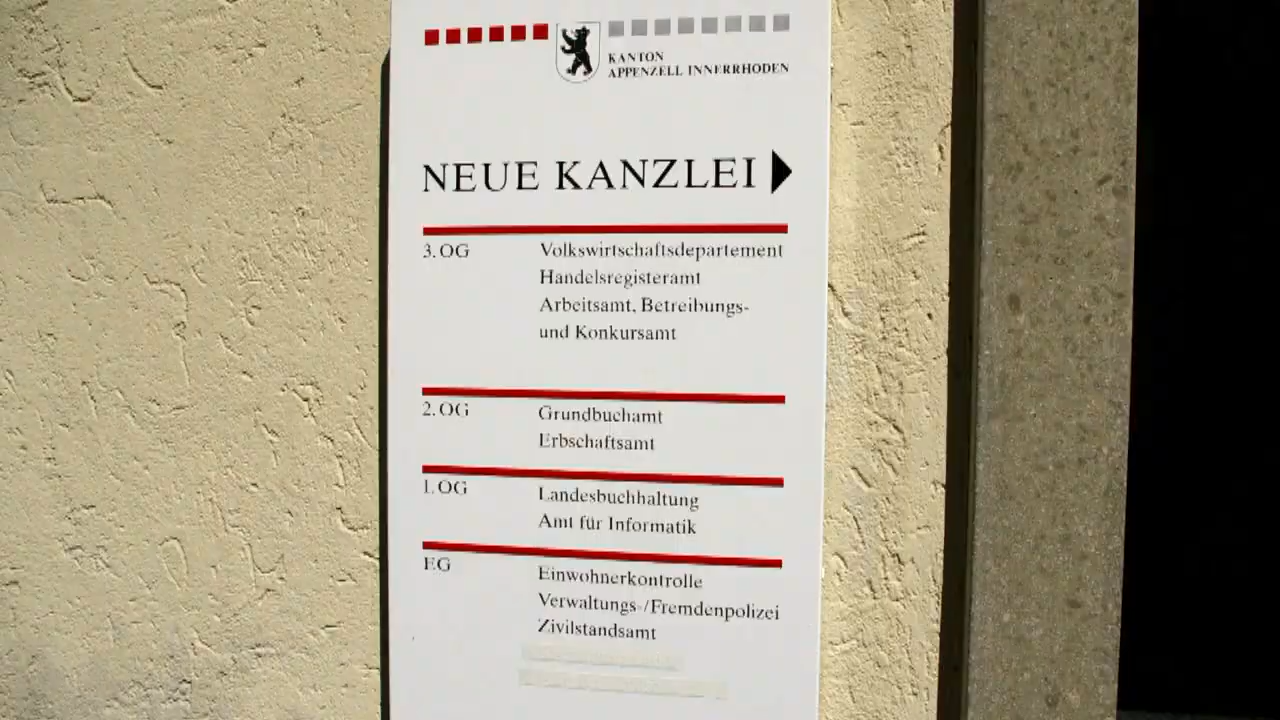 KANTON
APPENZELL INNERRHODEN
NEUE KANZLEI
3. OG Volkswirtschaftsdepartement
Handelsregisteramt
Arbeitsamt, Betreibungs-
und Konkursamt
2. OG Grundbuchamt
Erbschaftsamt
1. OG Landesbuchhaltung
Amt für Informatik
EG Einwohnerkontrolle
Verwaltungs-/Fremdenpolizei
Zivilstandsamt